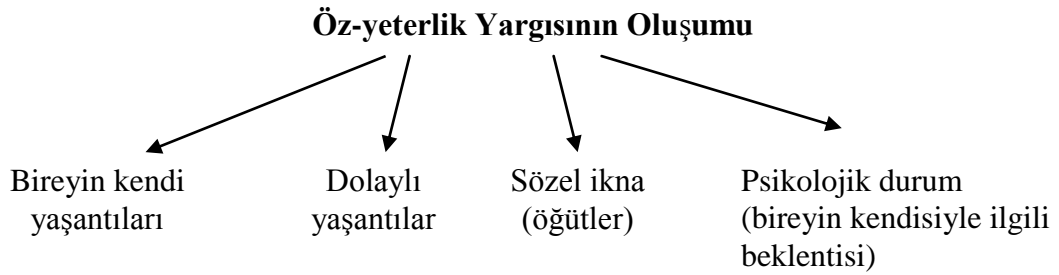 Öz-yeterlik Yargısının Oluşumu
Bireyin kendi
yaşantıları
Dolaylı
yaşantılar
Sözel ikna
(öğütler)
Psikolojik durum
(bireyin kendisiyle ilgili
beklentisi)